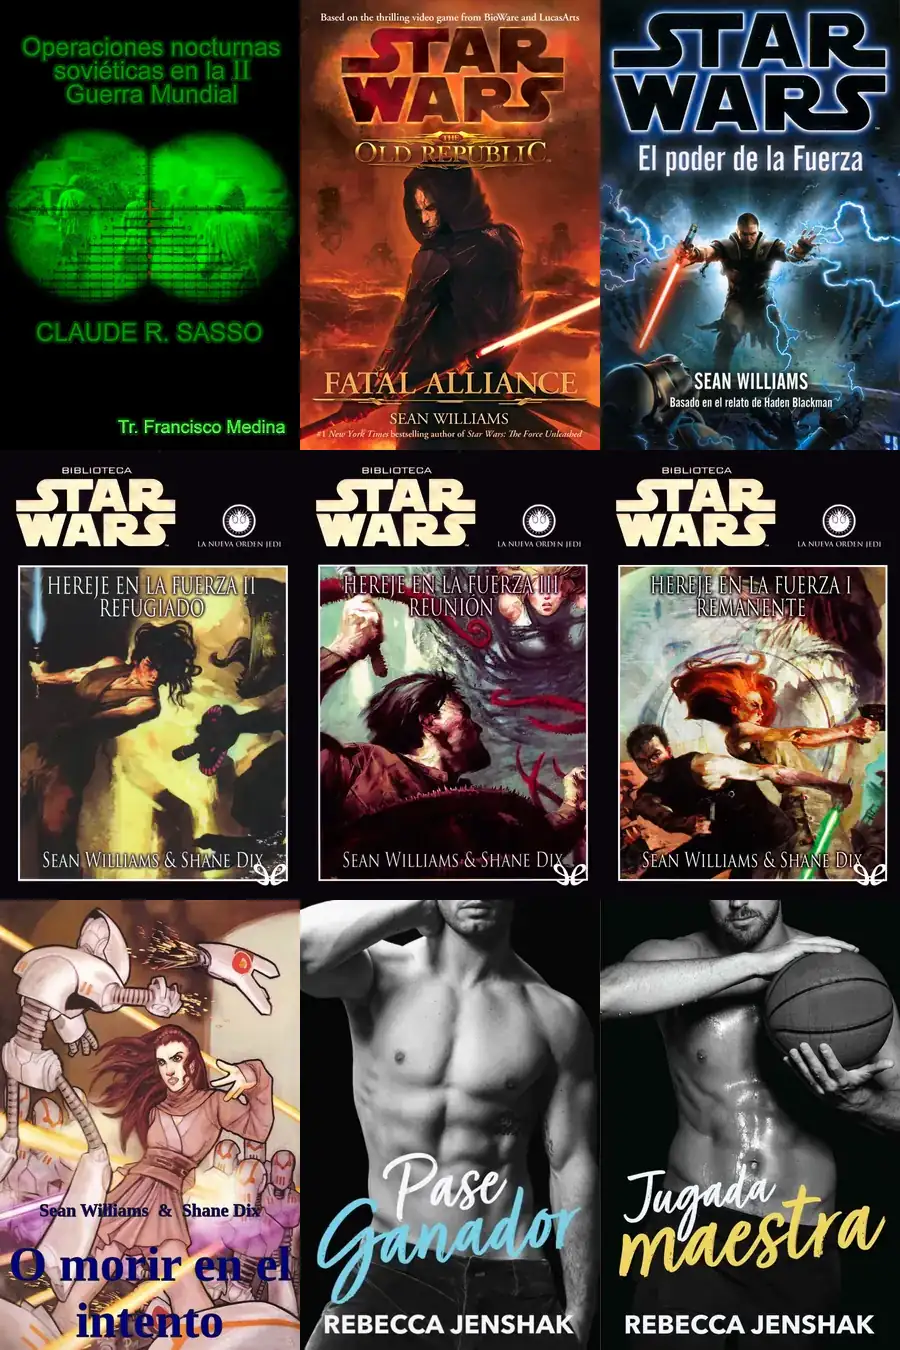 Operaciones nocturnas
soviéticas en la II
Guerra Mundial
CLAUDE R. SASSO
Tr. Francisco Medina
Based on the thrilling video game from BioWare and LucasArts
STAR
WARS
THE
OLD REPUBLIC
FATAL ALLIANCE
SEAN WILLIAMS
#1 New York Times bestselling author of Star Wars: The Force Unleashed
STAR
WARS
El poder de la Fuerza
SEAN WILLIAMS
Basado en el relato de Haden Blackman
BIBLIOTECA
STAR
WARS
LA NUEVA ORDEN JEDI
HEREJE EN LA FUERZA II
REFUGIADO
SEAN WILLIAMS & SHANE DIX
BIBLIOTECA
STAR
WARS
LA NUEVA ORDEN JEDI
HEREJE EN LA FUERZA III
REUNIÓN
SEAN WILLIAMS & SHANE DIX
BIBLIOTECA
STAR
WARS
LA NUEVA ORDEN JEDI
HEREJE EN LA FUERZA I
REMANENTE
SEAN WILLIAMS & SHANE DIX
Sean Williams & Shane Dix
O morir en el
intento
Pase
Ganador
REBECCA JENSHAK
Jugada
maestra
REBECCA JENSHAK